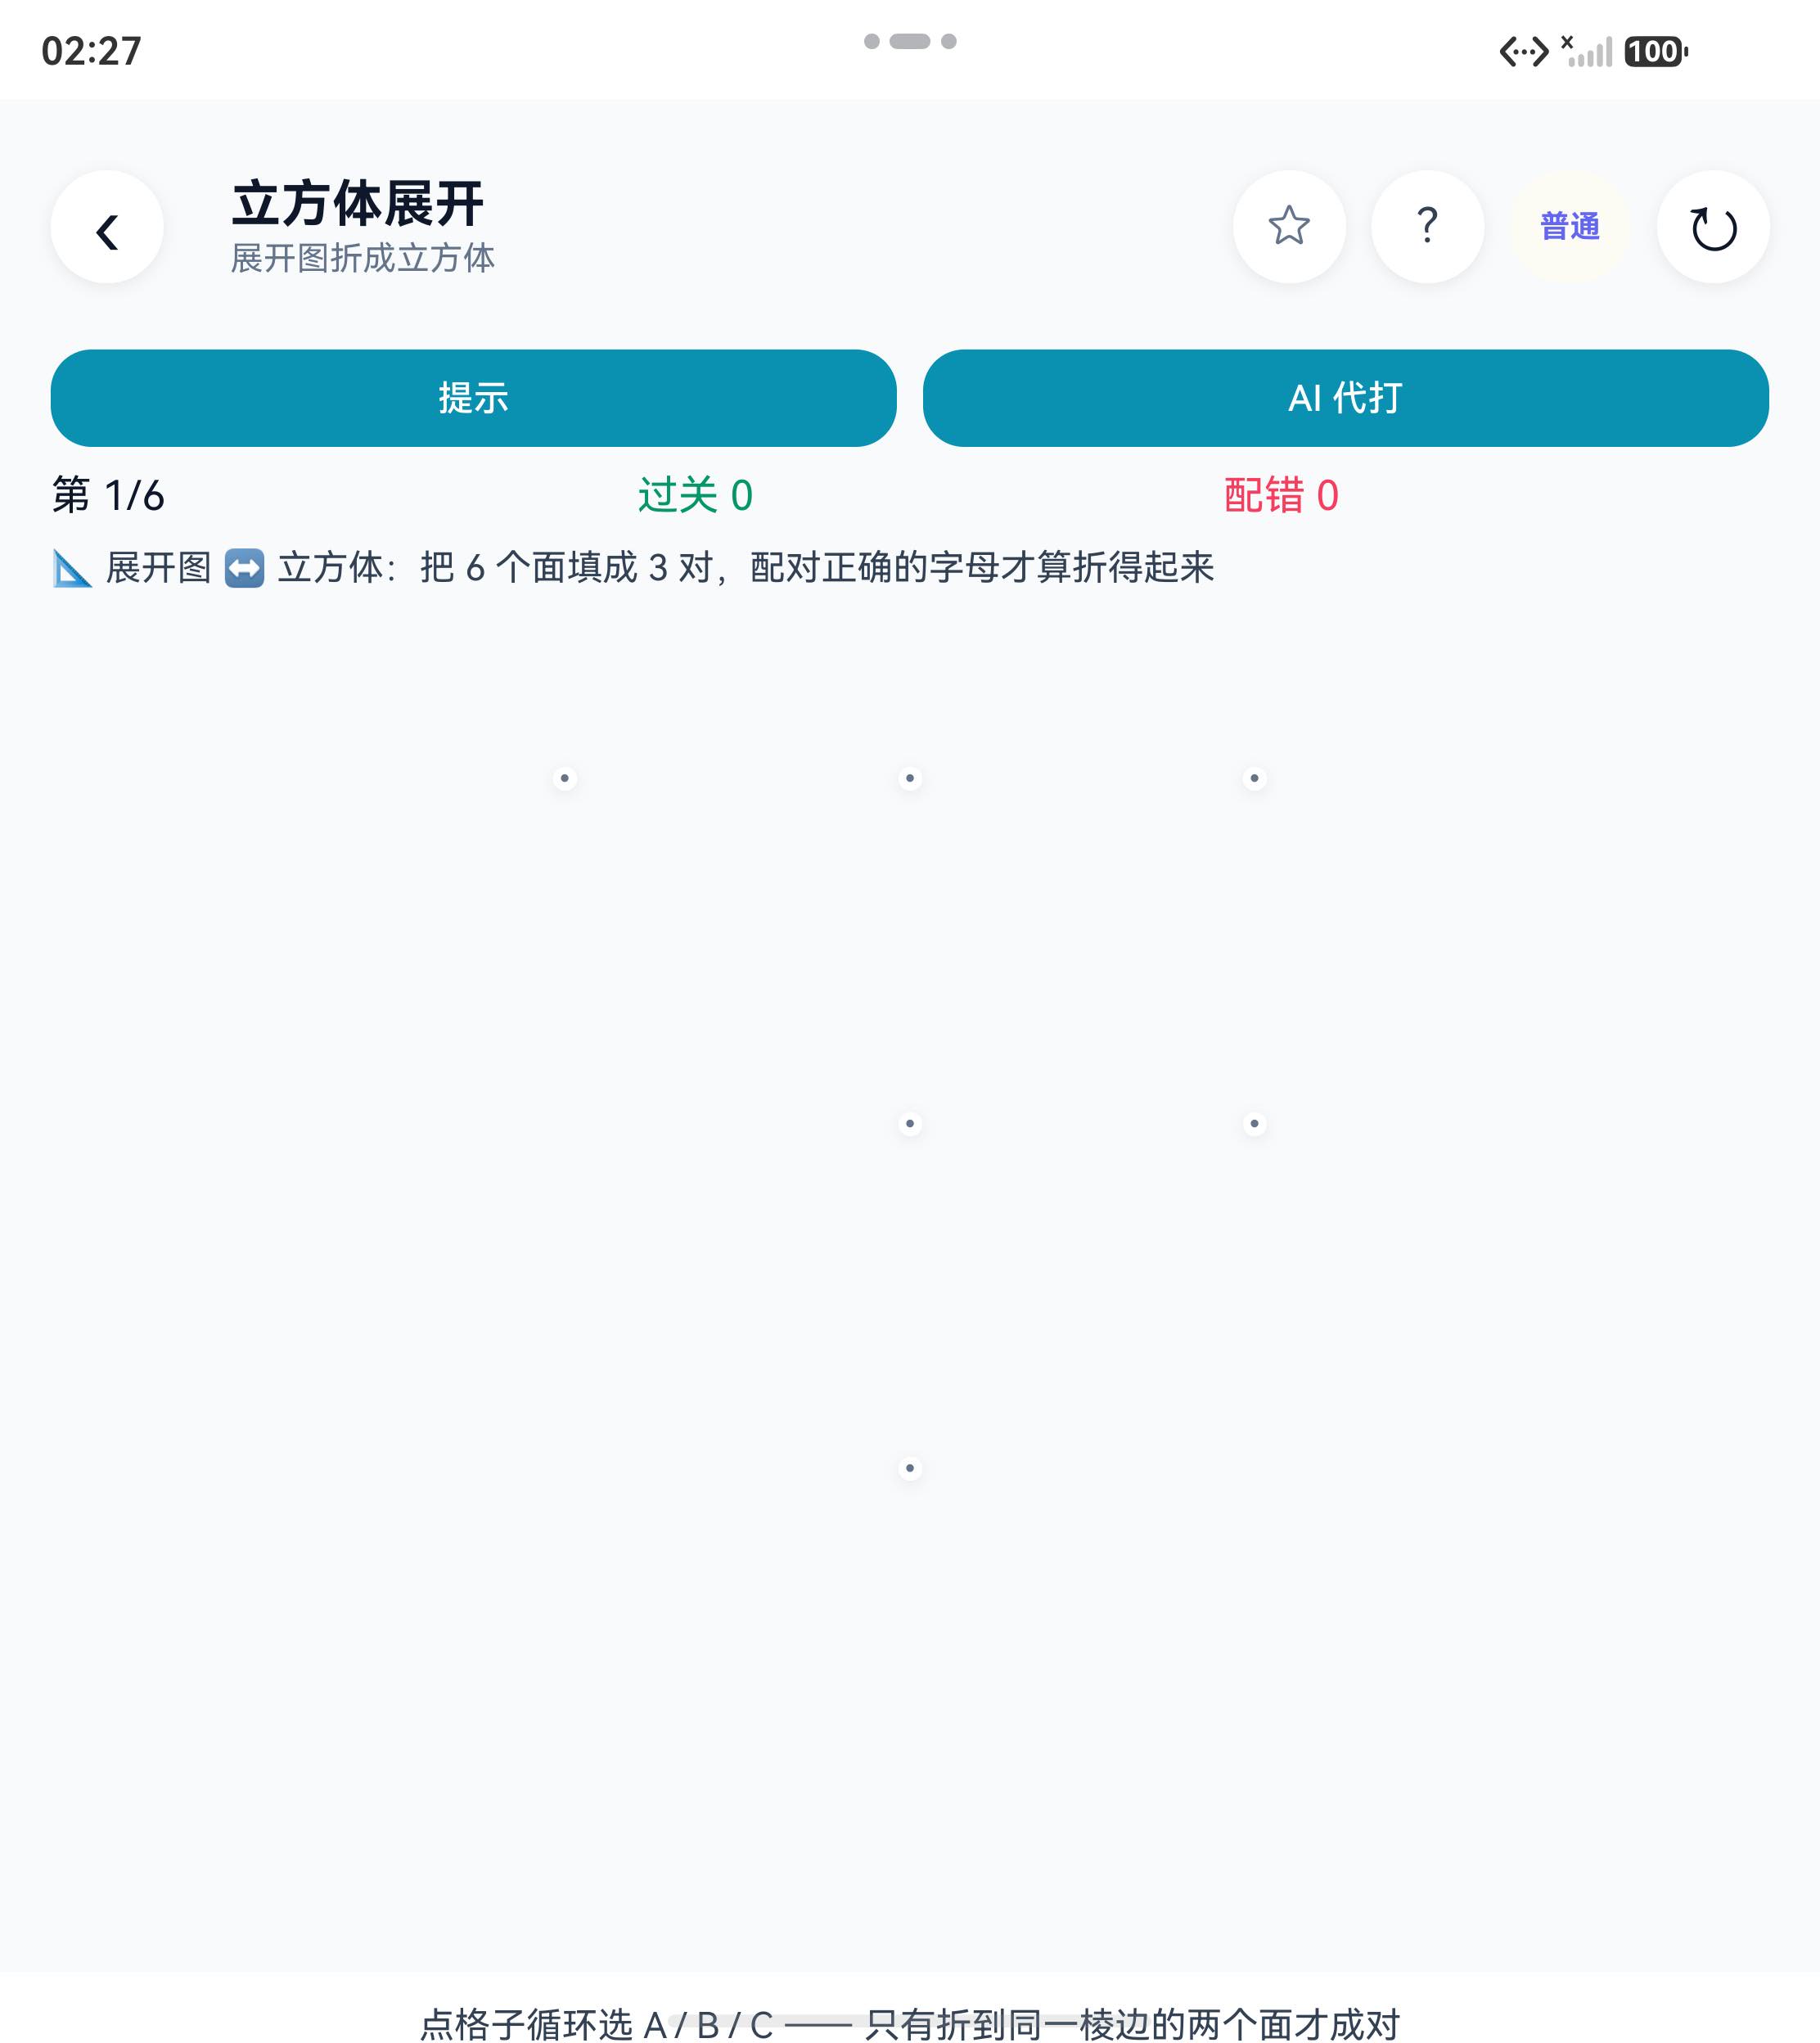 02:27
100
立方体展开
展开图折成立方体
?
普通
提示
AI 代打
第 1/6
过关 0
配错 0
📐 展开图 ↔️ 立方体：把 6 个面填成 3 对，配对正确的字母才算折得起来
点格子循环选 A / B / C —— 只有折到同一棱边的两个面才成对